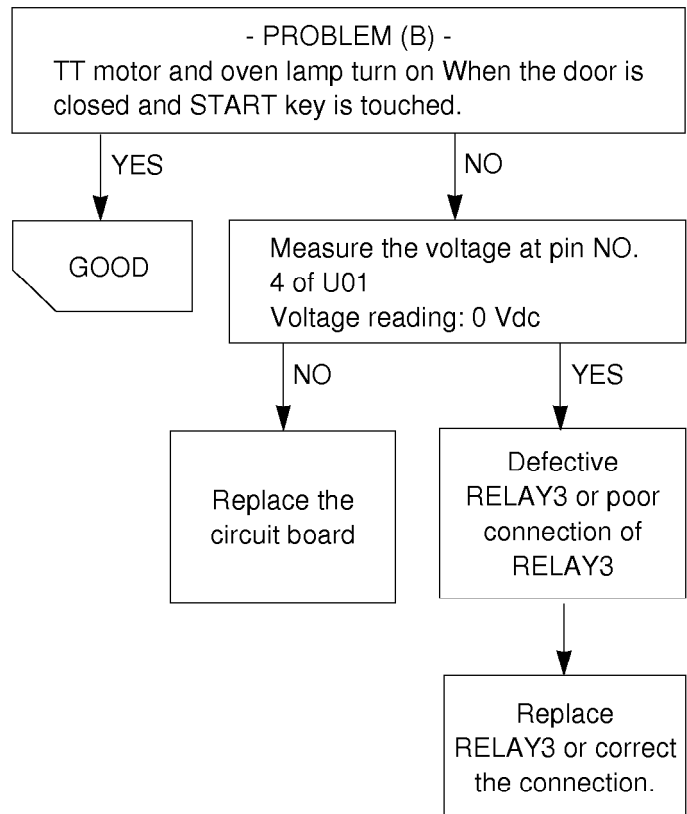 - PROBLEM (B) -
TT motor and oven lamp turn on When the door is
closed and START key is touched.
YES
NO
GOOD
Measure the voltage at pin NO.
4 of U01
Voltage reading: 0 Vdc
NO
YES
Replace the
circuit board
Defective
RELAY3 or poor
connection of
RELAY3
Replace
RELAY3 or correct
the connection.